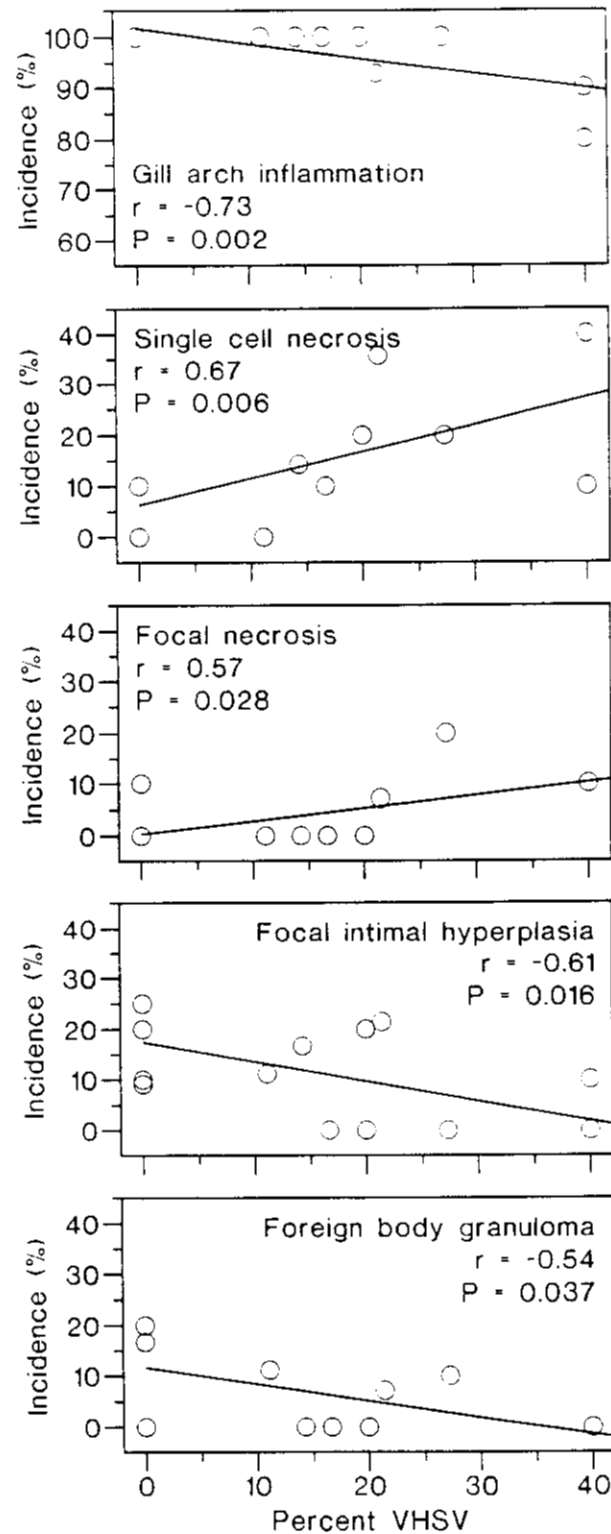 100
90
80
70
60
Incidence (%)
Gill arch inflammation
r = -0.73
P = 0.002
40
30
20
10
0
Incidence (%)
Single cell necrosis
r = 0.67
P = 0.006
40
30
20
10
0
Incidence (%)
Focal necrosis
r = 0.57
P = 0.028
40
30
20
10
0
Incidence (%)
Focal intimal hyperplasia
r = -0.61
P = 0.016
40
30
20
10
0
Incidence (%)
Foreign body granuloma
r = -0.54
P = 0.037
0 10 20 30 40
Percent VHSV